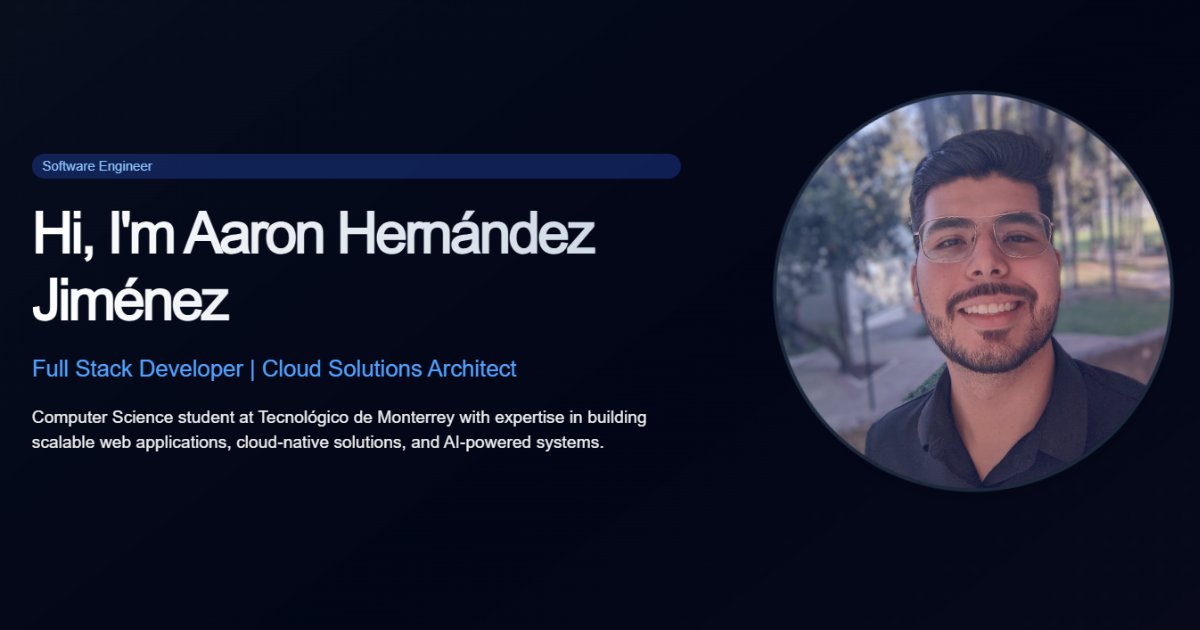 Software Engineer
Hi, I'm Aaron Hernández
Jiménez
Full Stack Developer | Cloud Solutions Architect
Computer Science student at Tecnológico de Monterrey with expertise in building
scalable web applications, cloud-native solutions, and AI-powered systems.